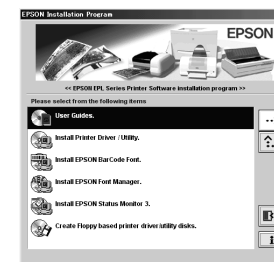 EPSON Installation Program
EPSON
<< EPSON EPL Series Printer Software installation program >>
Please select from the following items
User Guides.
Install Printer Driver / Utility.
Install EPSON BarCode Font.
Install EPSON Font Manager.
Install EPSON Status Monitor 3.
Create Floppy based printer driver/utility disks.